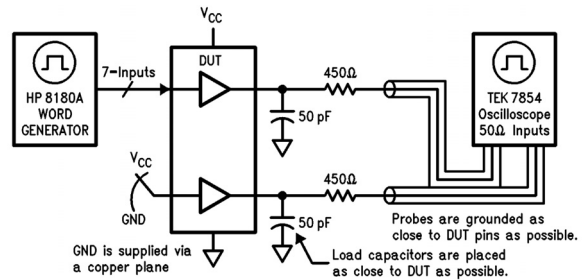 V_CC
DUT
7-Inputs
HP 8180A
WORD
GENERATOR
450Ω
50 pF
TEK 7854
Oscilloscope
50Ω Inputs
V_CC
GND
450Ω
50 pF
GND is supplied via
a copper plane
Probes are grounded as
close to DUT pins as possible.
Load capacitors are placed
as close to DUT as possible.